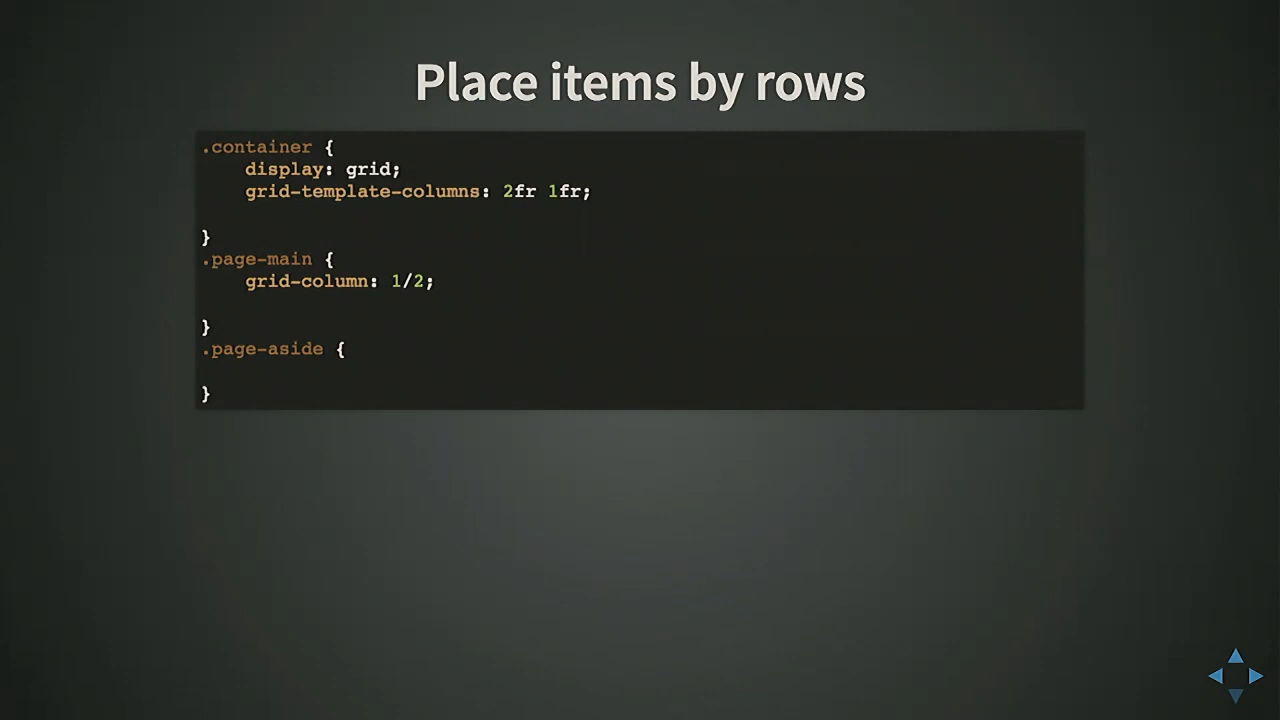 Place items by rows
.container {
    display: grid;
    grid-template-columns: 2fr 1fr;
}
.page-main {
    grid-column: 1/2;
}
.page-aside {
}